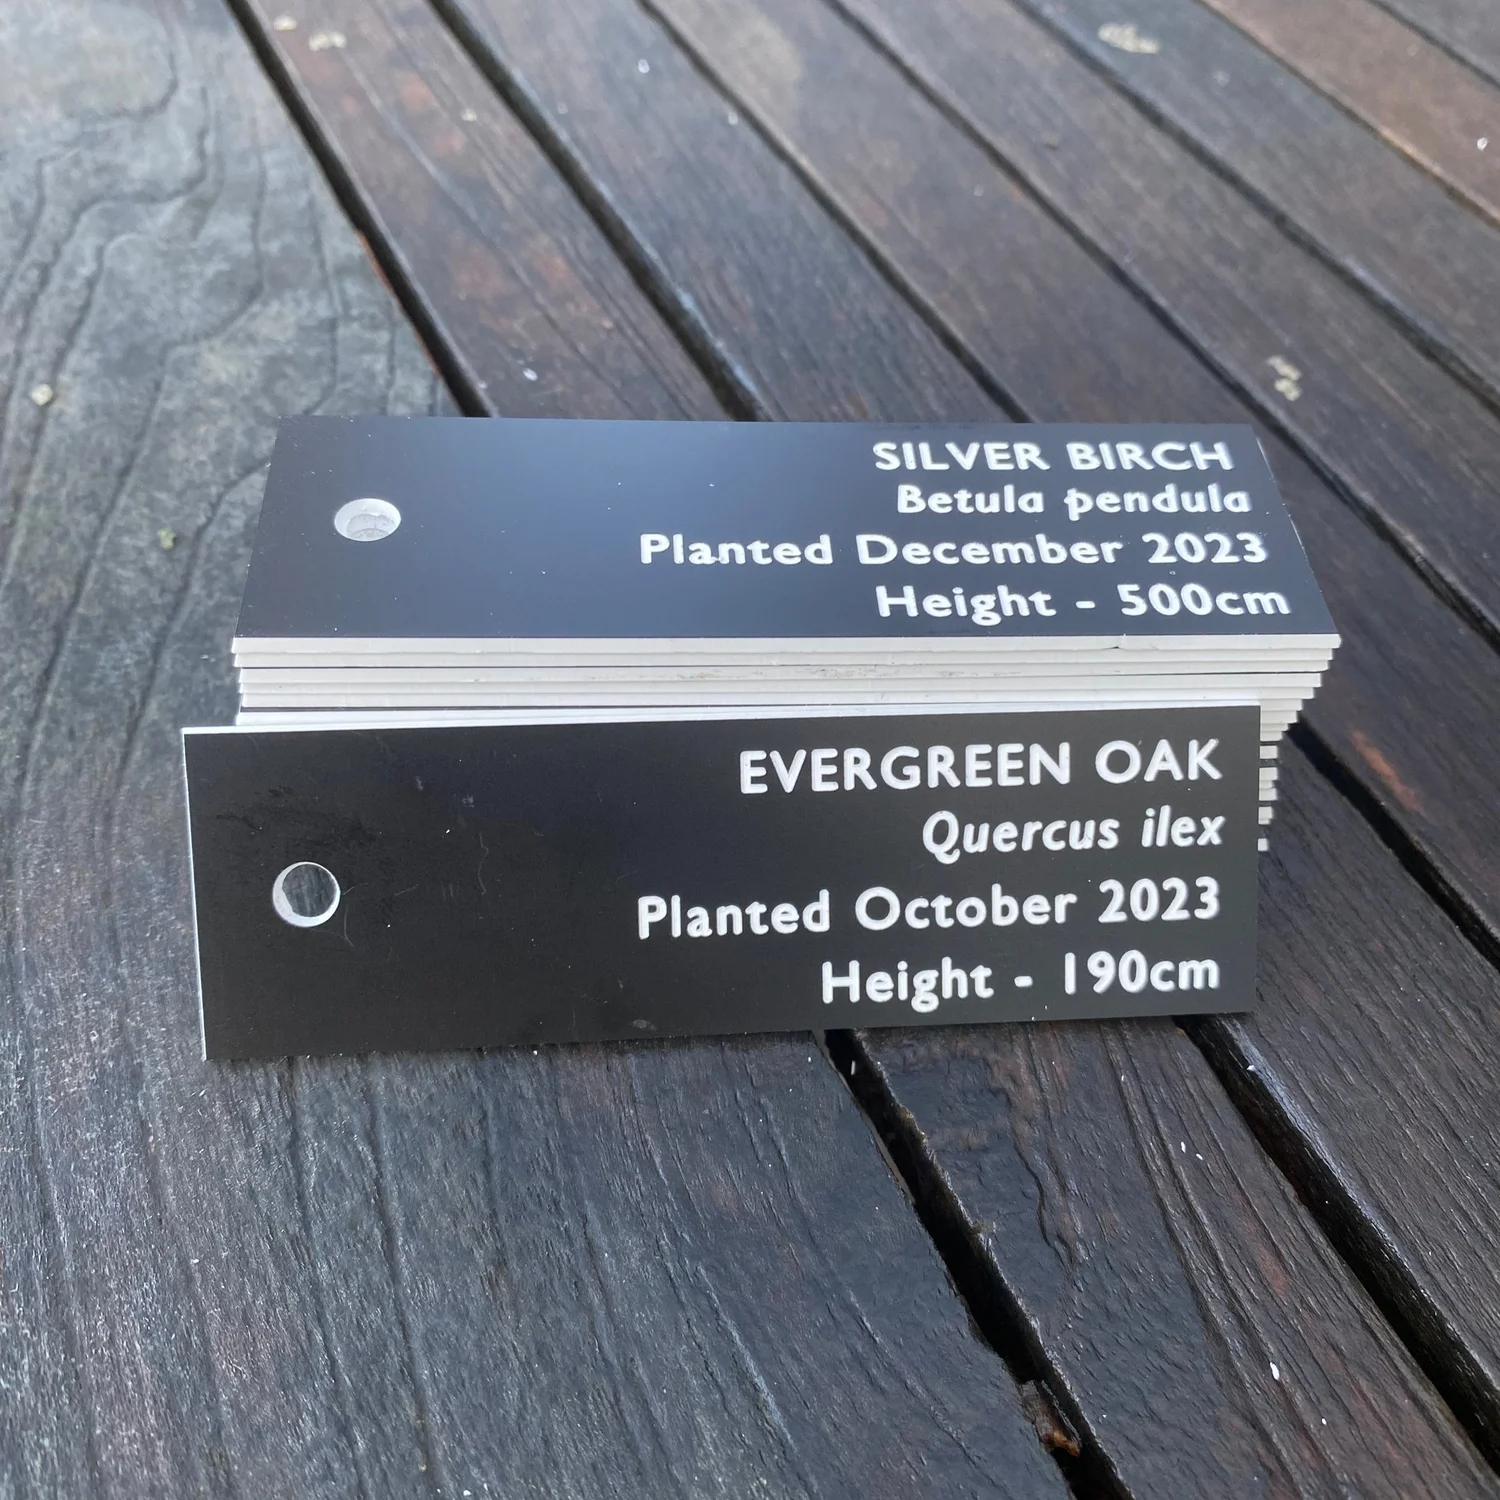 SILVER BIRCH
Betula pendula
Planted December 2023
Height - 500cm
EVERGREEN OAK
Quercus ilex
Planted October 2023
Height - 190cm